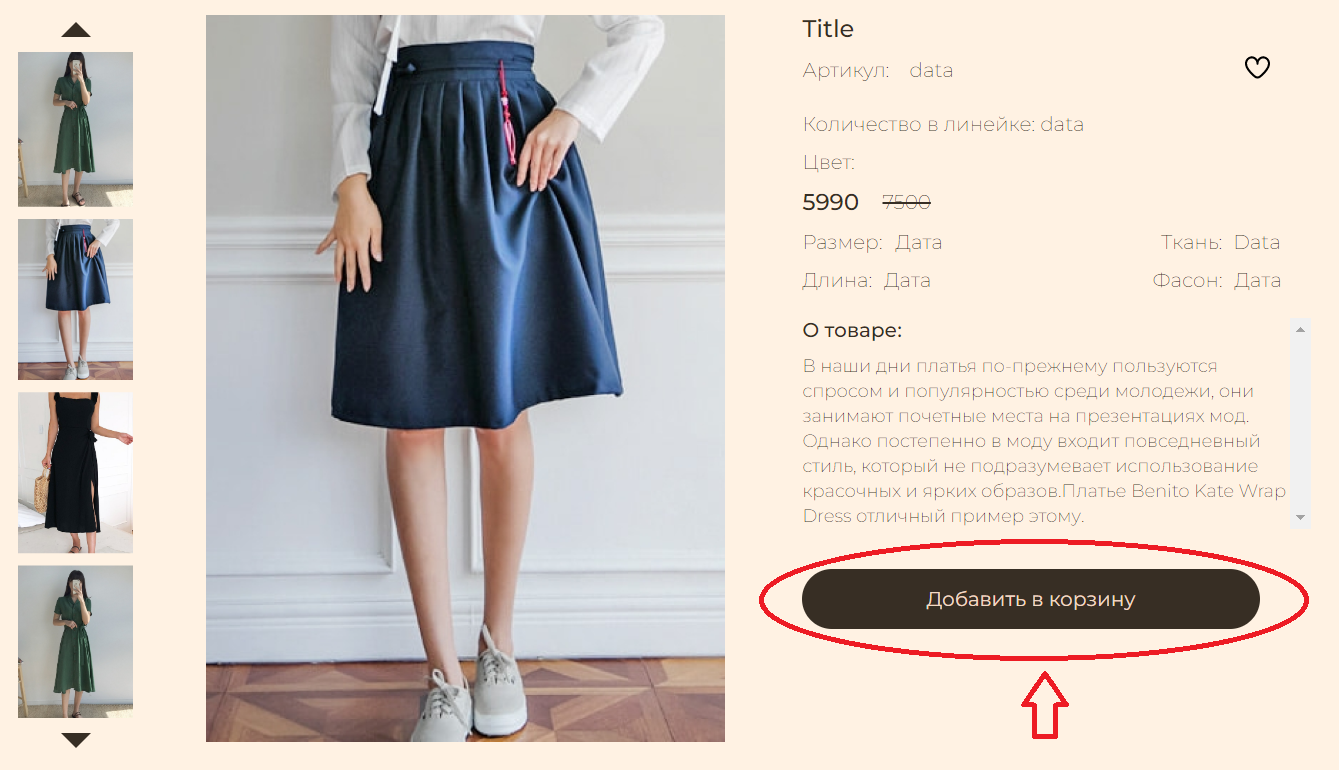 Title
Артикул: data
Количество в линейке: data
Цвет:
5990 7500
Размер: Дата Ткань: Data
Длина: Дата Фасон: Дата
О товаре:
В наши дни платья по-прежнему пользуются
спросом и популярностью среди молодежи, они
занимают почетные места на презентациях мод.
Однако постепенно в моду входит повседневный
стиль, который не подразумевает использование
красочных и ярких образов.Платье Benito Kate Wrap
Dress отличный пример этому.
Добавить в корзину